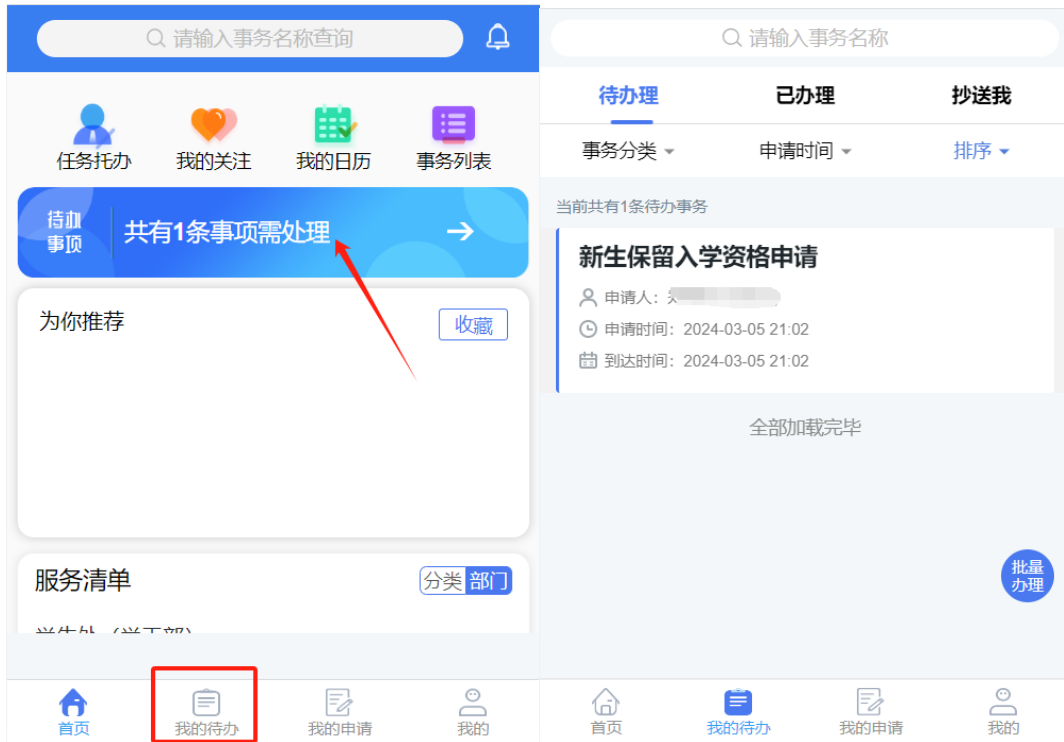 请输入事务名称查询
任务托办
我的关注
我的日历
事务列表
待办
事项
共有1条事项需处理
为你推荐
收藏
服务清单
分类
部门
学生处（学工部）
首页
我的待办
我的申请
我的
请输入事务名称
待办理
已办理
抄送我
事务分类
申请时间
排序
当前共有1条待办事务
新生保留入学资格申请
申请人：
申请时间：2024-03-05 21:02
到达时间：2024-03-05 21:02
全部加载完毕
批量
办理
首页
我的待办
我的申请
我的